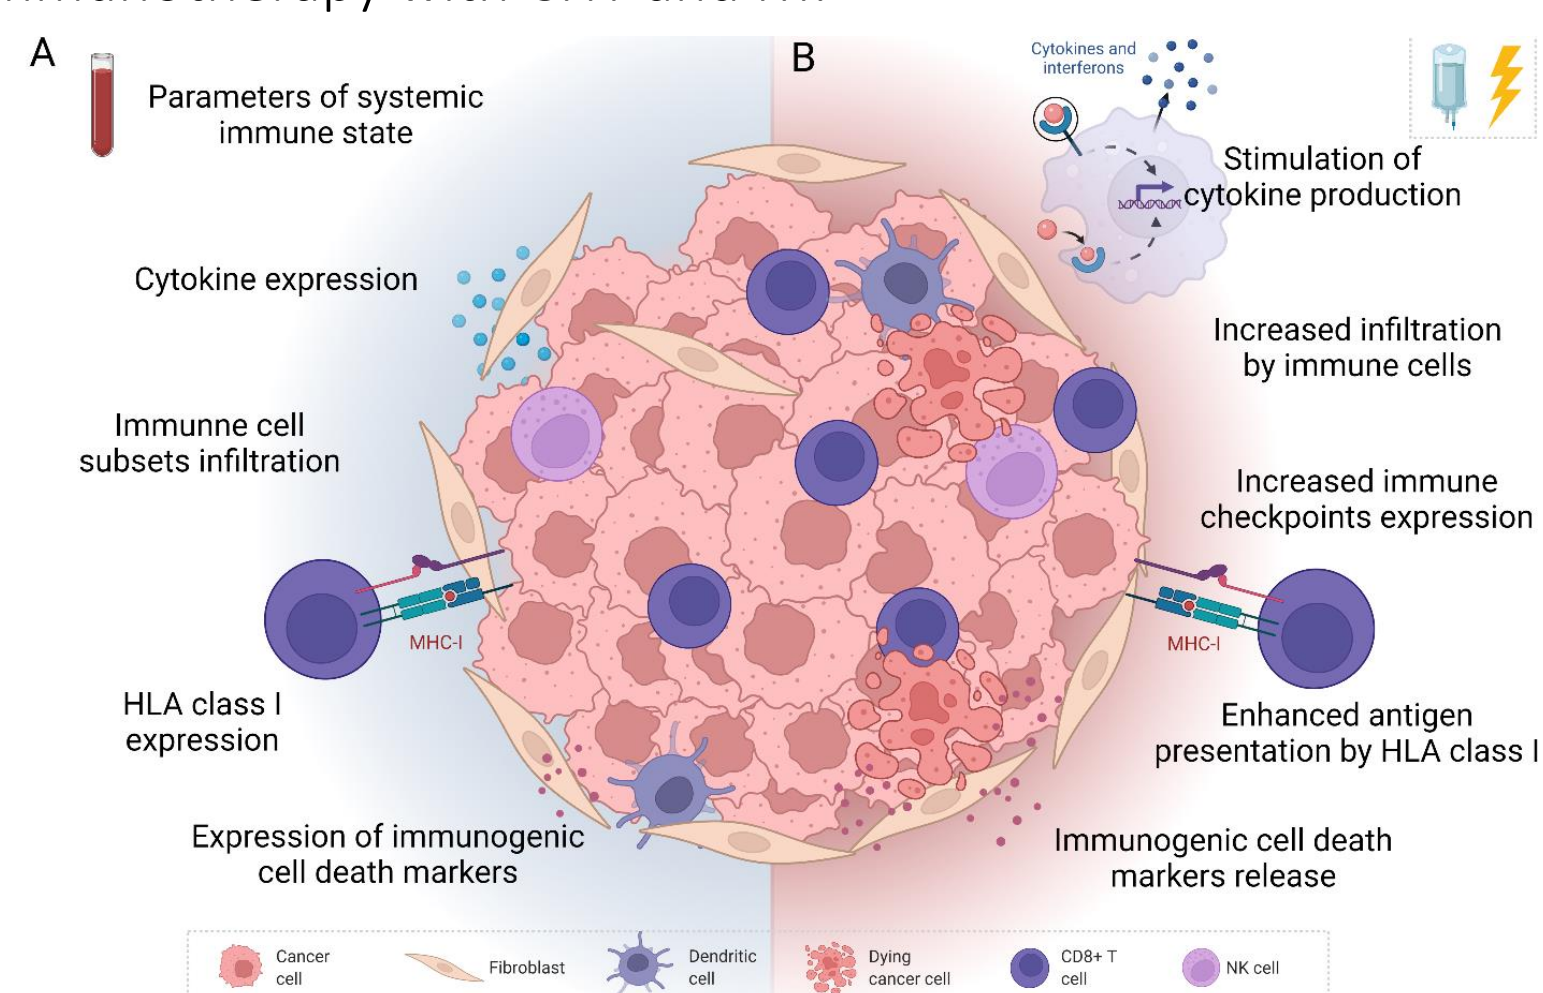 A
Parameters of systemic
immune state
Cytokine expression
Immunne cell
subsets infiltration
MHC-I
HLA class I
expression
Expression of immunogenic
cell death markers
B
Cytokines and
interferons
Stimulation of
cytokine production
Increased infiltration
by immune cells
Increased immune
checkpoints expression
MHC-I
Enhanced antigen
presentation by HLA class I
Immunogenic cell death
markers release
Cancer
cell
Fibroblast
Dendritic
cell
Dying
cancer cell
CD8+ T
cell
NK cell